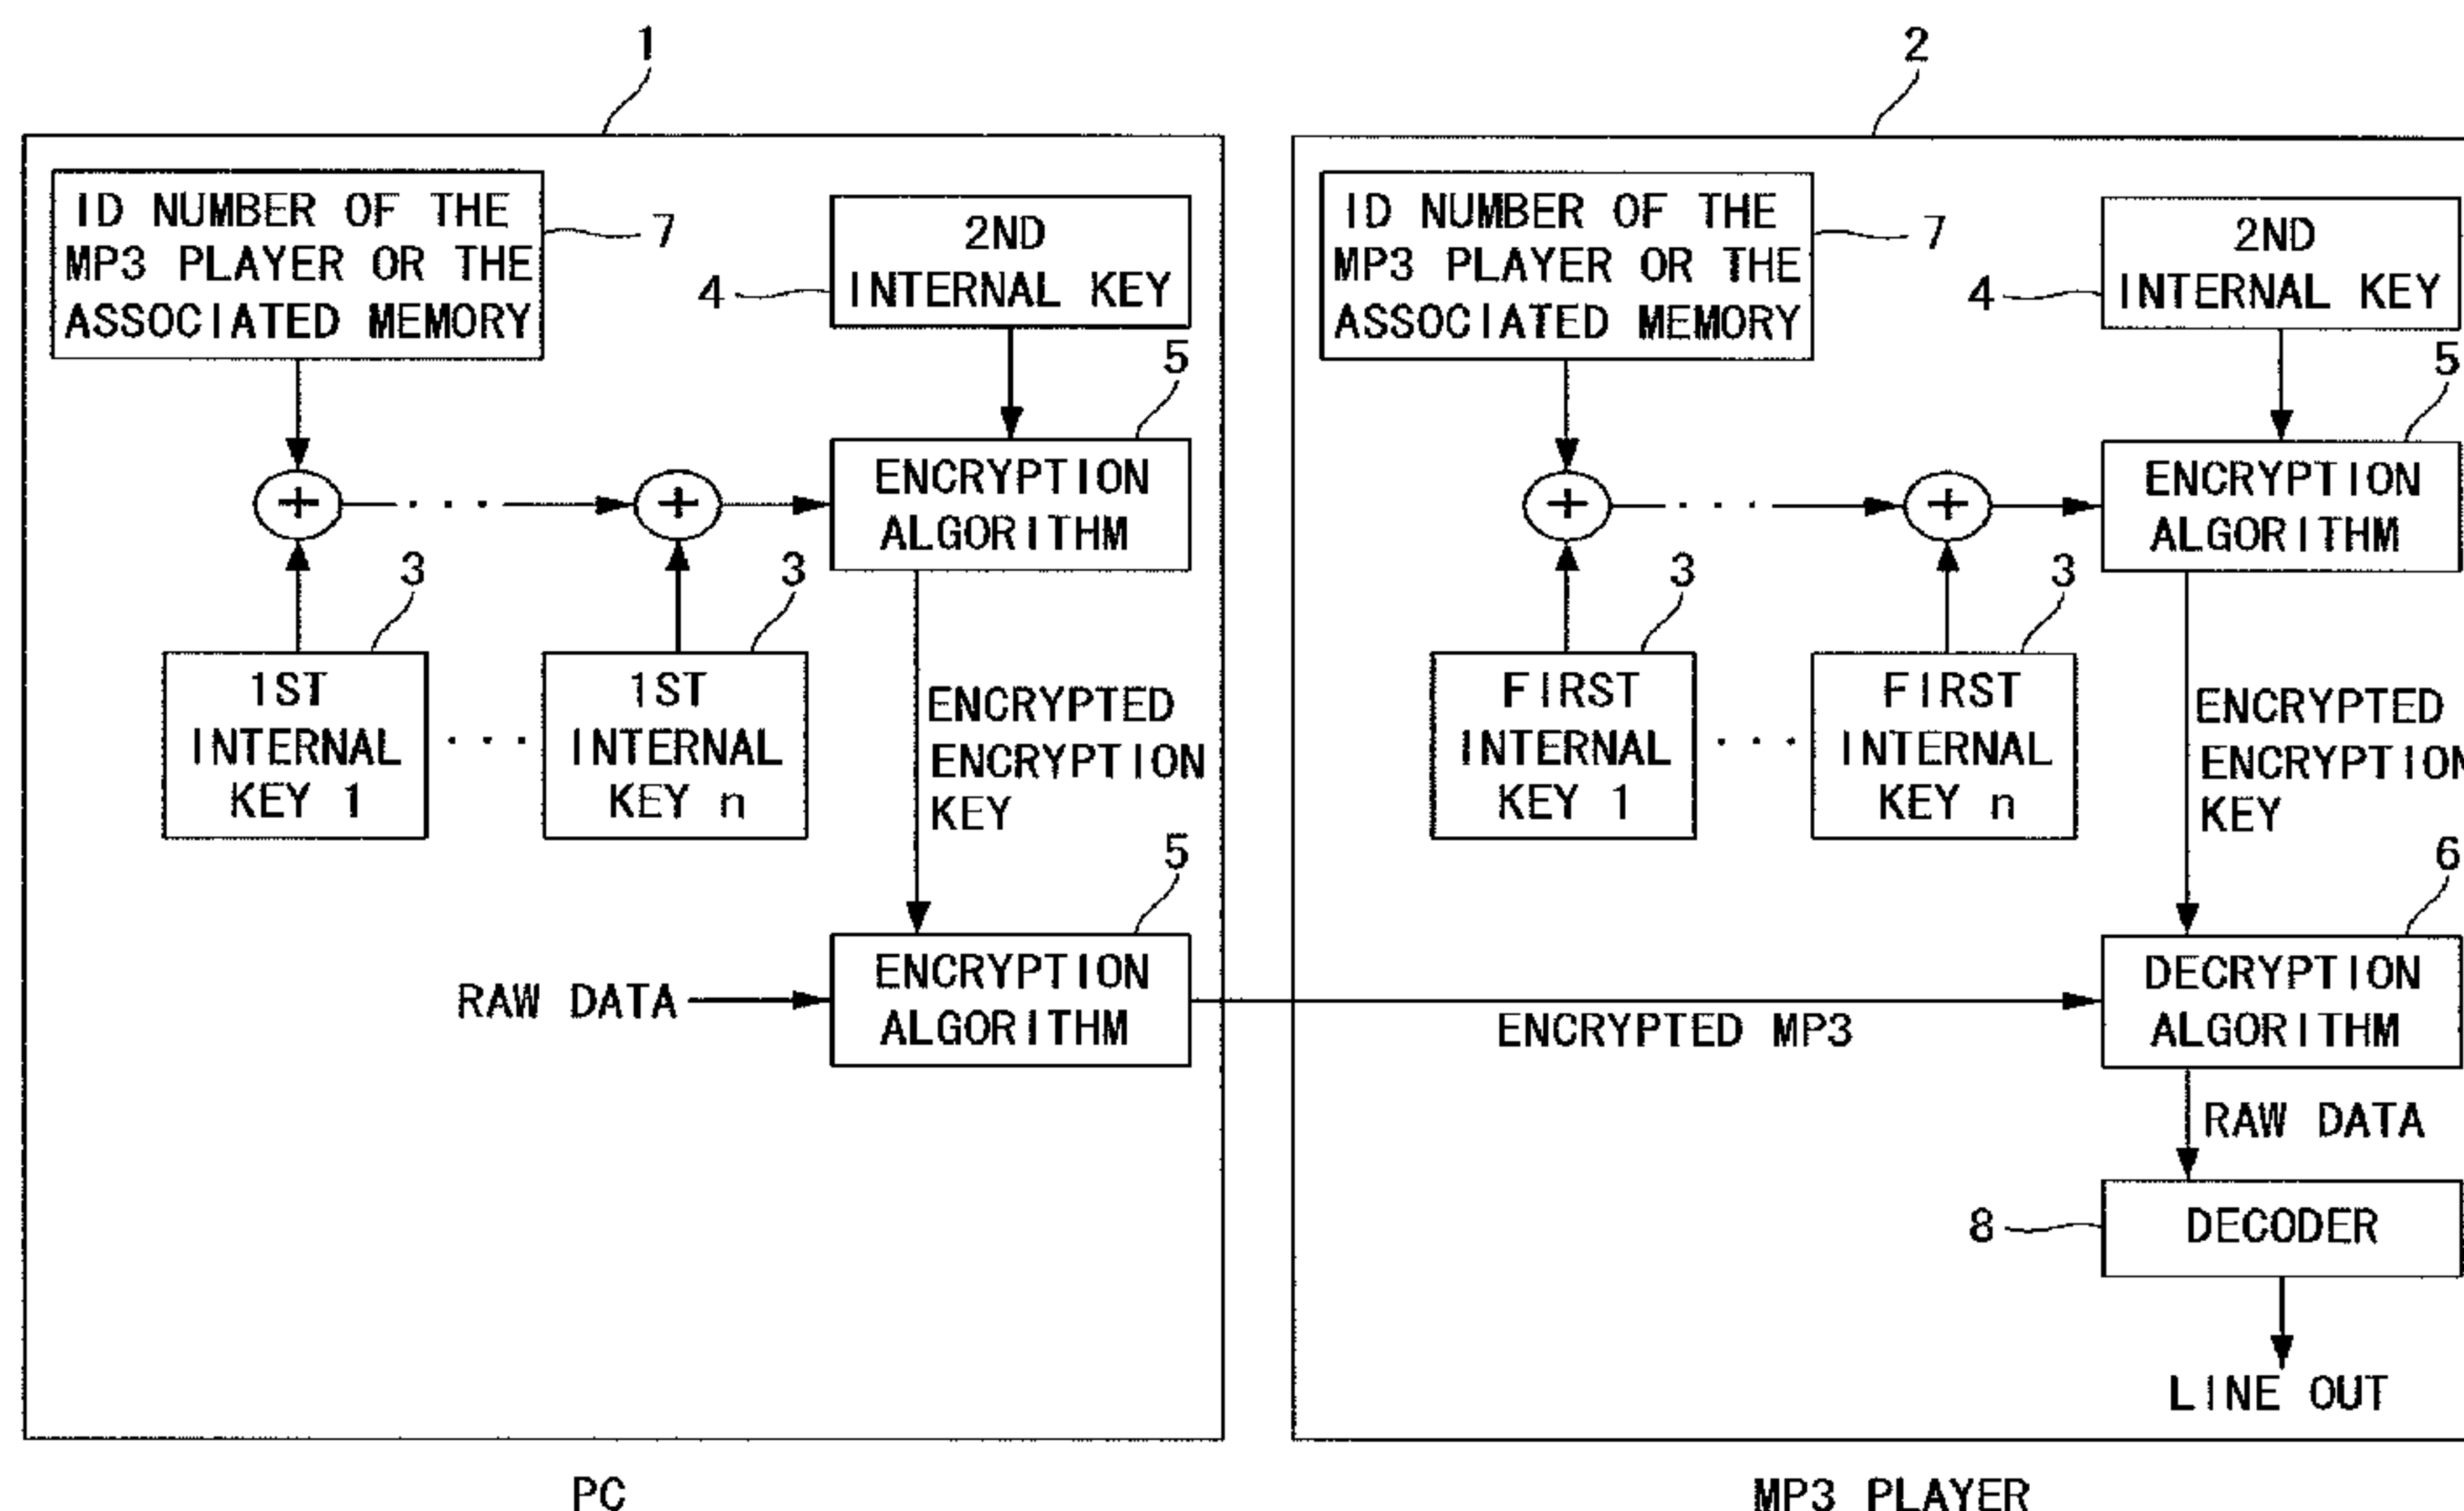 1
ID NUMBER OF THE
MP3 PLAYER OR THE
ASSOCIATED MEMORY
7
2ND
INTERNAL KEY
4
5
ENCRYPTION
ALGORITHM
+
...
+
3
3
1ST
INTERNAL
KEY 1
...
1ST
INTERNAL
KEY n
ENCRYPTED
ENCRYPTION
KEY
5
RAW DATA
ENCRYPTION
ALGORITHM
PC
2
ID NUMBER OF THE
MP3 PLAYER OR THE
ASSOCIATED MEMORY
7
2ND
INTERNAL KEY
4
5
ENCRYPTION
ALGORITHM
+
...
+
3
3
FIRST
INTERNAL
KEY 1
...
FIRST
INTERNAL
KEY n
ENCRYPTED
ENCRYPTION
KEY
6
ENCRYPTED MP3
DECRYPTION
ALGORITHM
RAW DATA
8
DECODER
LINE OUT
MP3 PLAYER